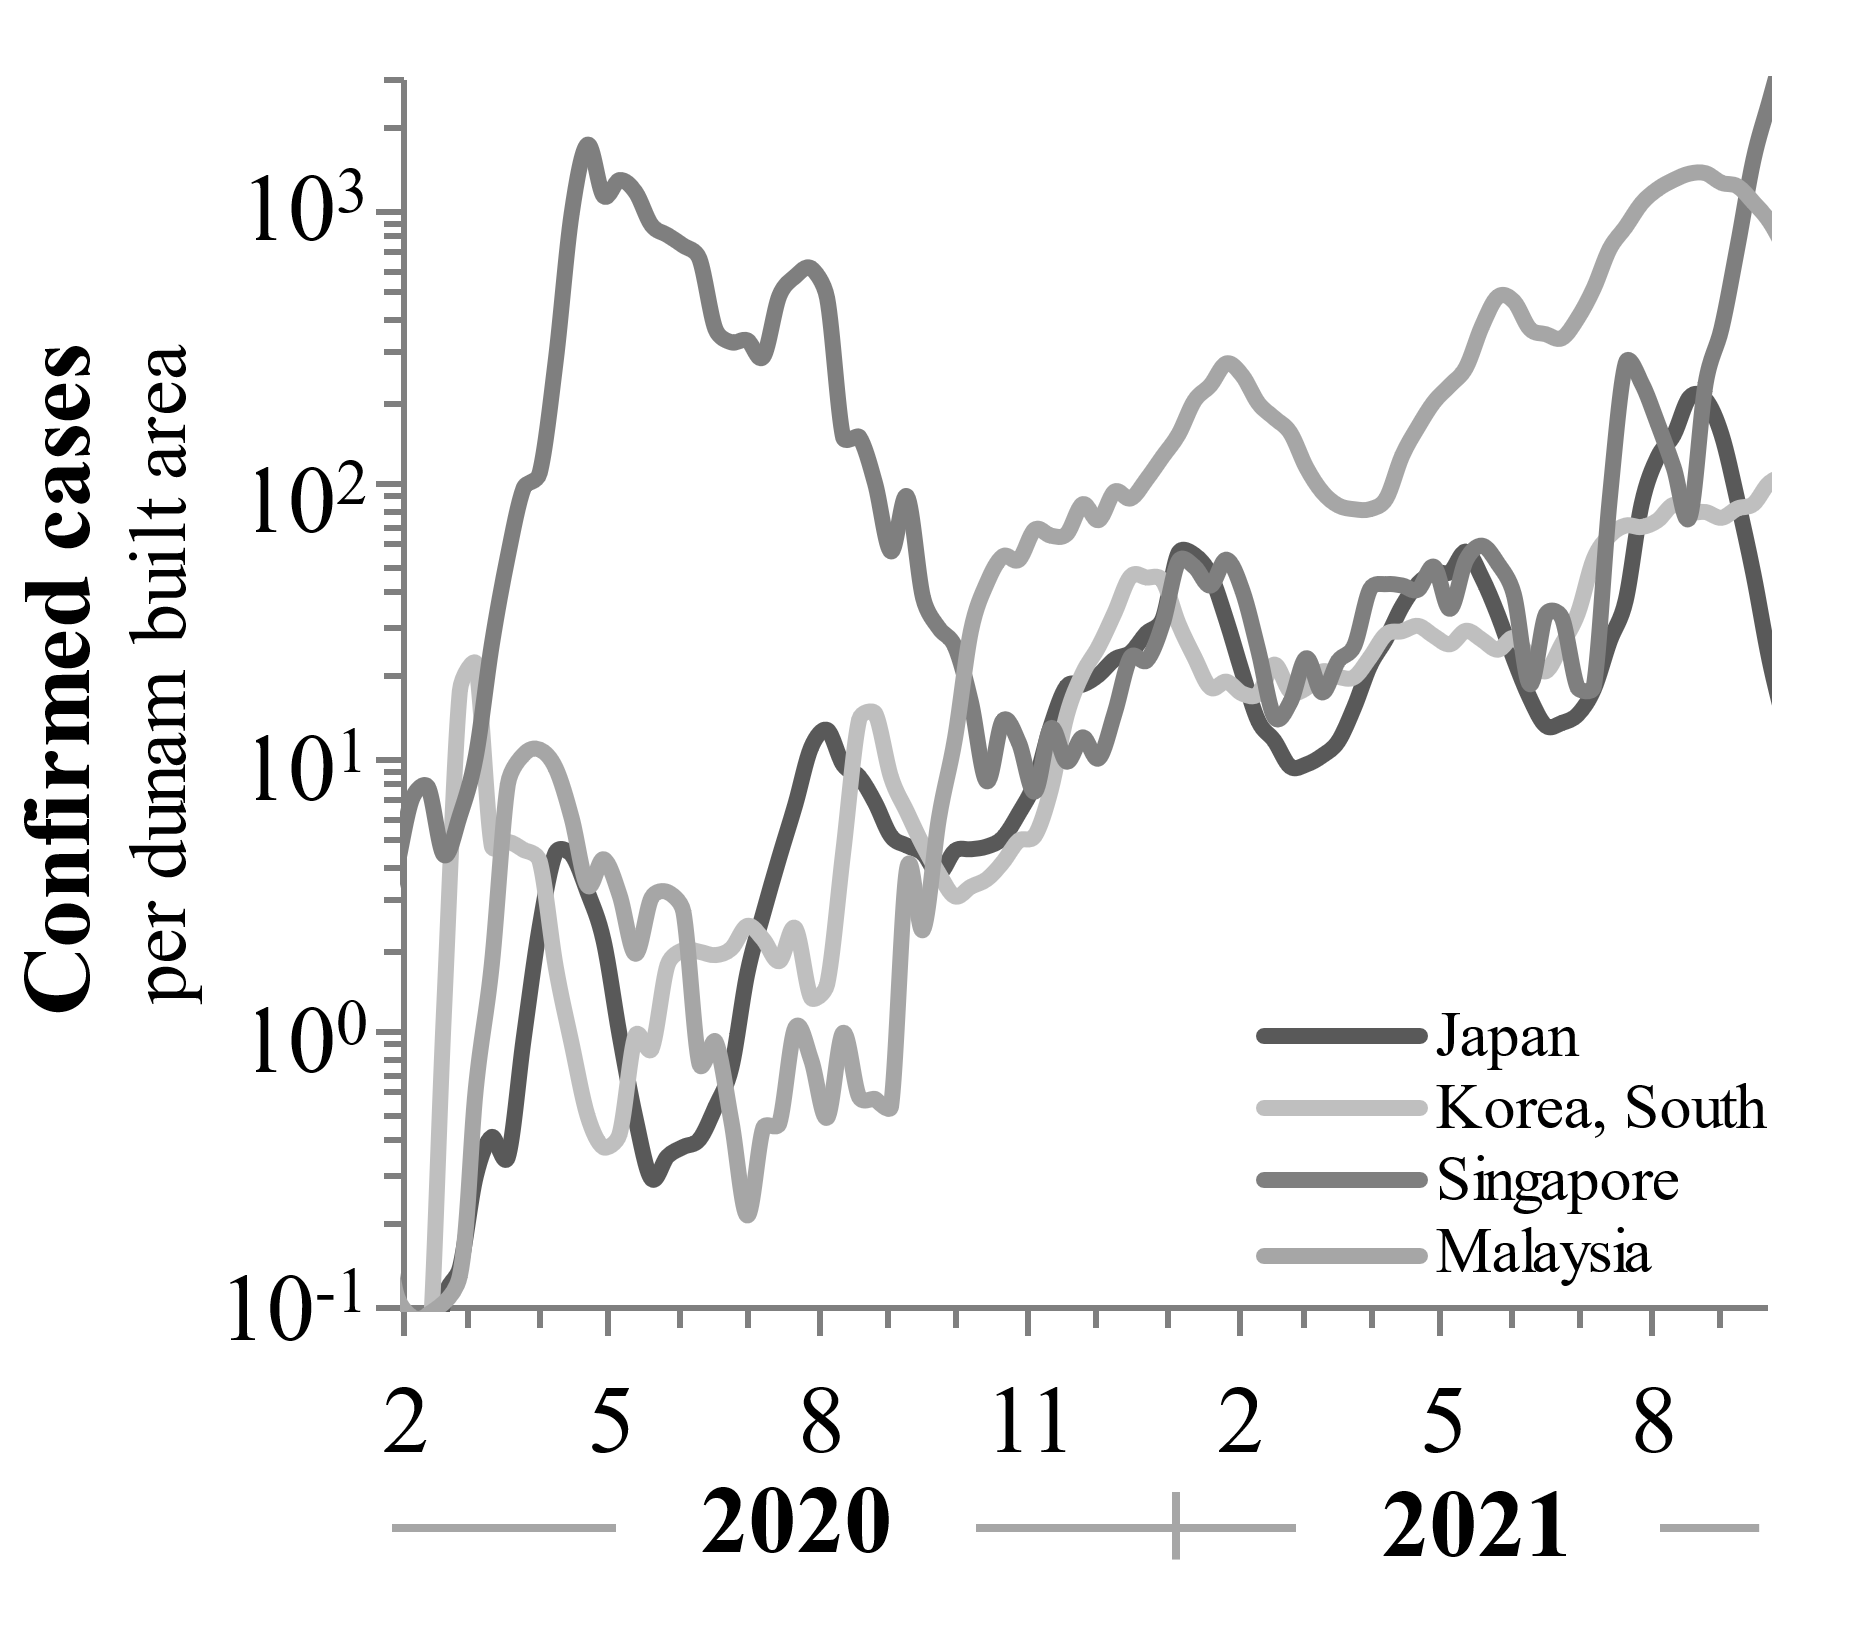 Confirmed cases
per dunam built area
10³
10²
10¹
10⁰
10⁻¹
Japan
Korea, South
Singapore
Malaysia
2 5 8 11 2 5 8
2020 2021